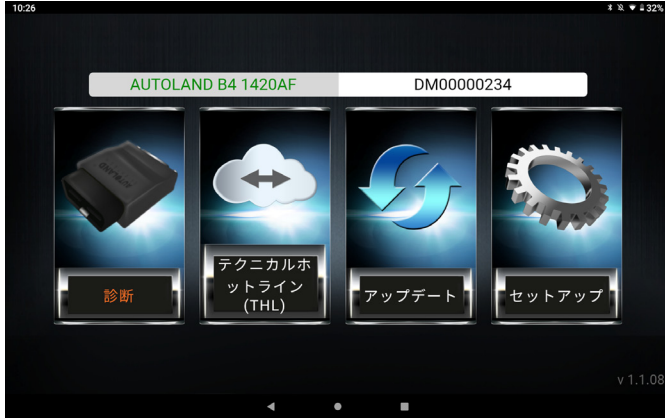 10:26
32%
AUTOLAND B4 1420AF
DM00000234
診断
テクニカルホ
ットライン
(THL)
アップデート
セットアップ
v 1.1.08